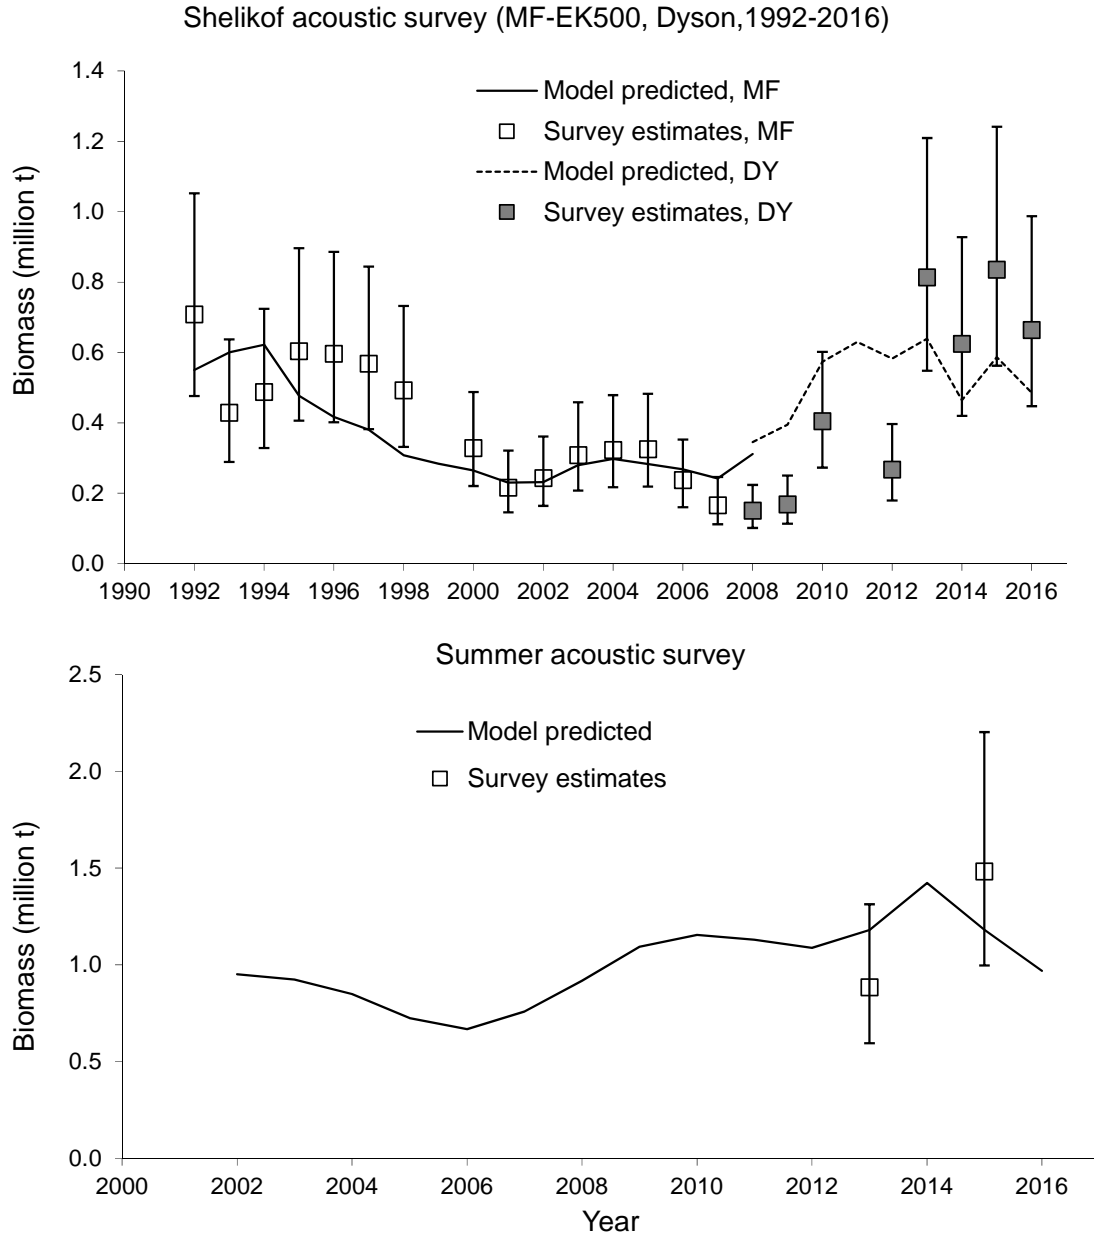 Shelikof acoustic survey (MF-EK500, Dyson,1992-2016)
1.4
1.2
1.0
0.8
0.6
0.4
0.2
0.0
Biomass (million t)
Model predicted, MF
Survey estimates, MF
Model predicted, DY
Survey estimates, DY
1990 1992 1994 1996 1998 2000 2002 2004 2006 2008 2010 2012 2014 2016
Summer acoustic survey
2.5
2.0
1.5
1.0
0.5
0.0
Biomass (million t)
Model predicted
Survey estimates
2000 2002 2004 2006 2008 2010 2012 2014 2016
Year